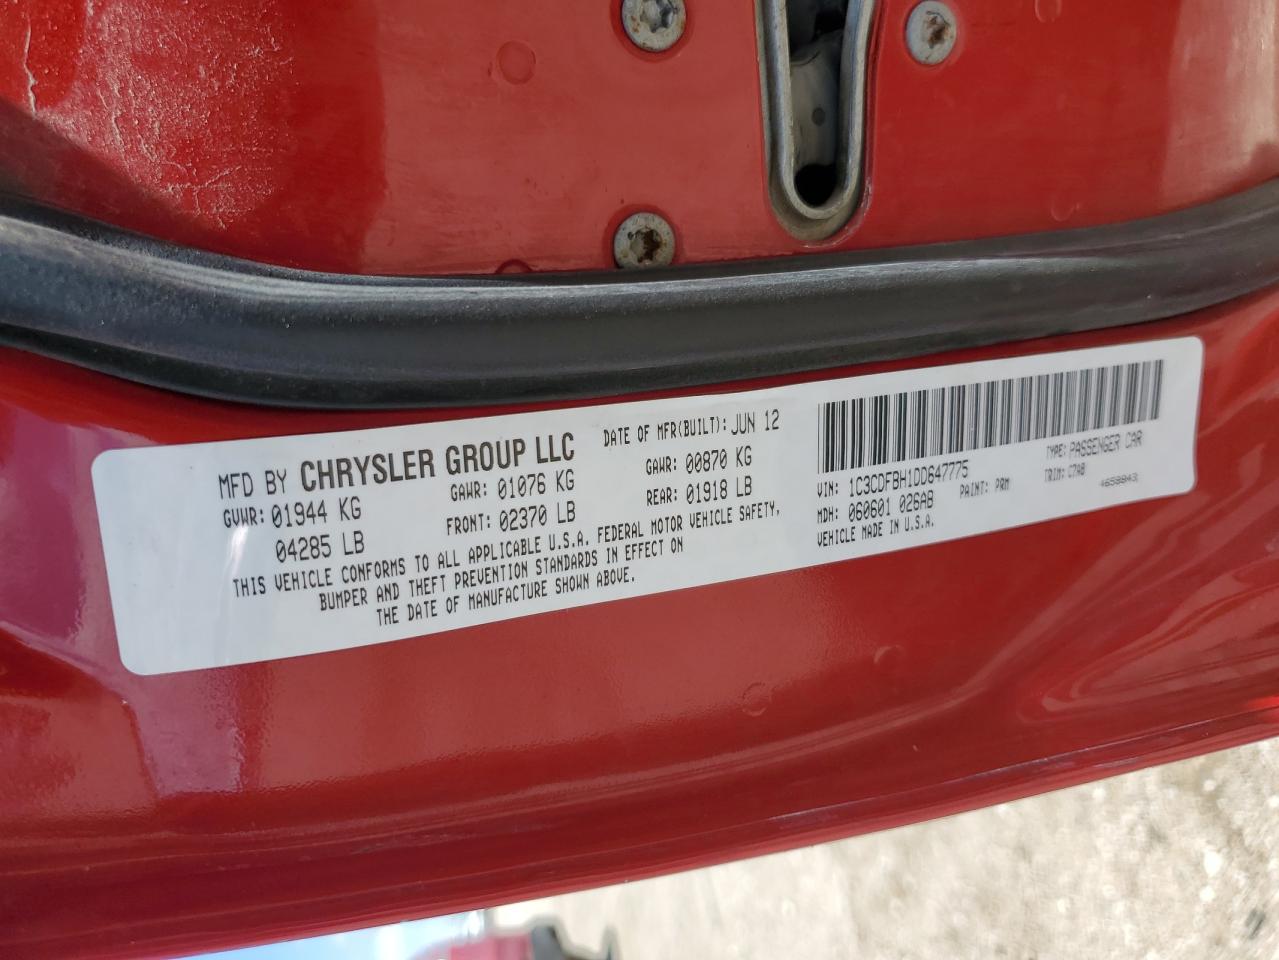 MFD BY CHRYSLER GROUP LLC
DATE OF MFR(BUILT): JUN 12
GVWR: 01944 KG
GAWR: 01076 KG
GAWR: 00870 KG
04285 LB
FRONT: 02370 LB
REAR: 01918 LB
THIS VEHICLE CONFORMS TO ALL APPLICABLE U.S.A. FEDERAL MOTOR VEHICLE SAFETY,
BUMPER AND THEFT PREVENTION STANDARDS IN EFFECT ON
THE DATE OF MANUFACTURE SHOWN ABOVE.
VIN: 1C3CDFBH1DD647775
TYPE: PASSENGER CAR
MDH: 060601 026AB
PAINT: PRM
TRIM: C7A8
VEHICLE MADE IN U.S.A.